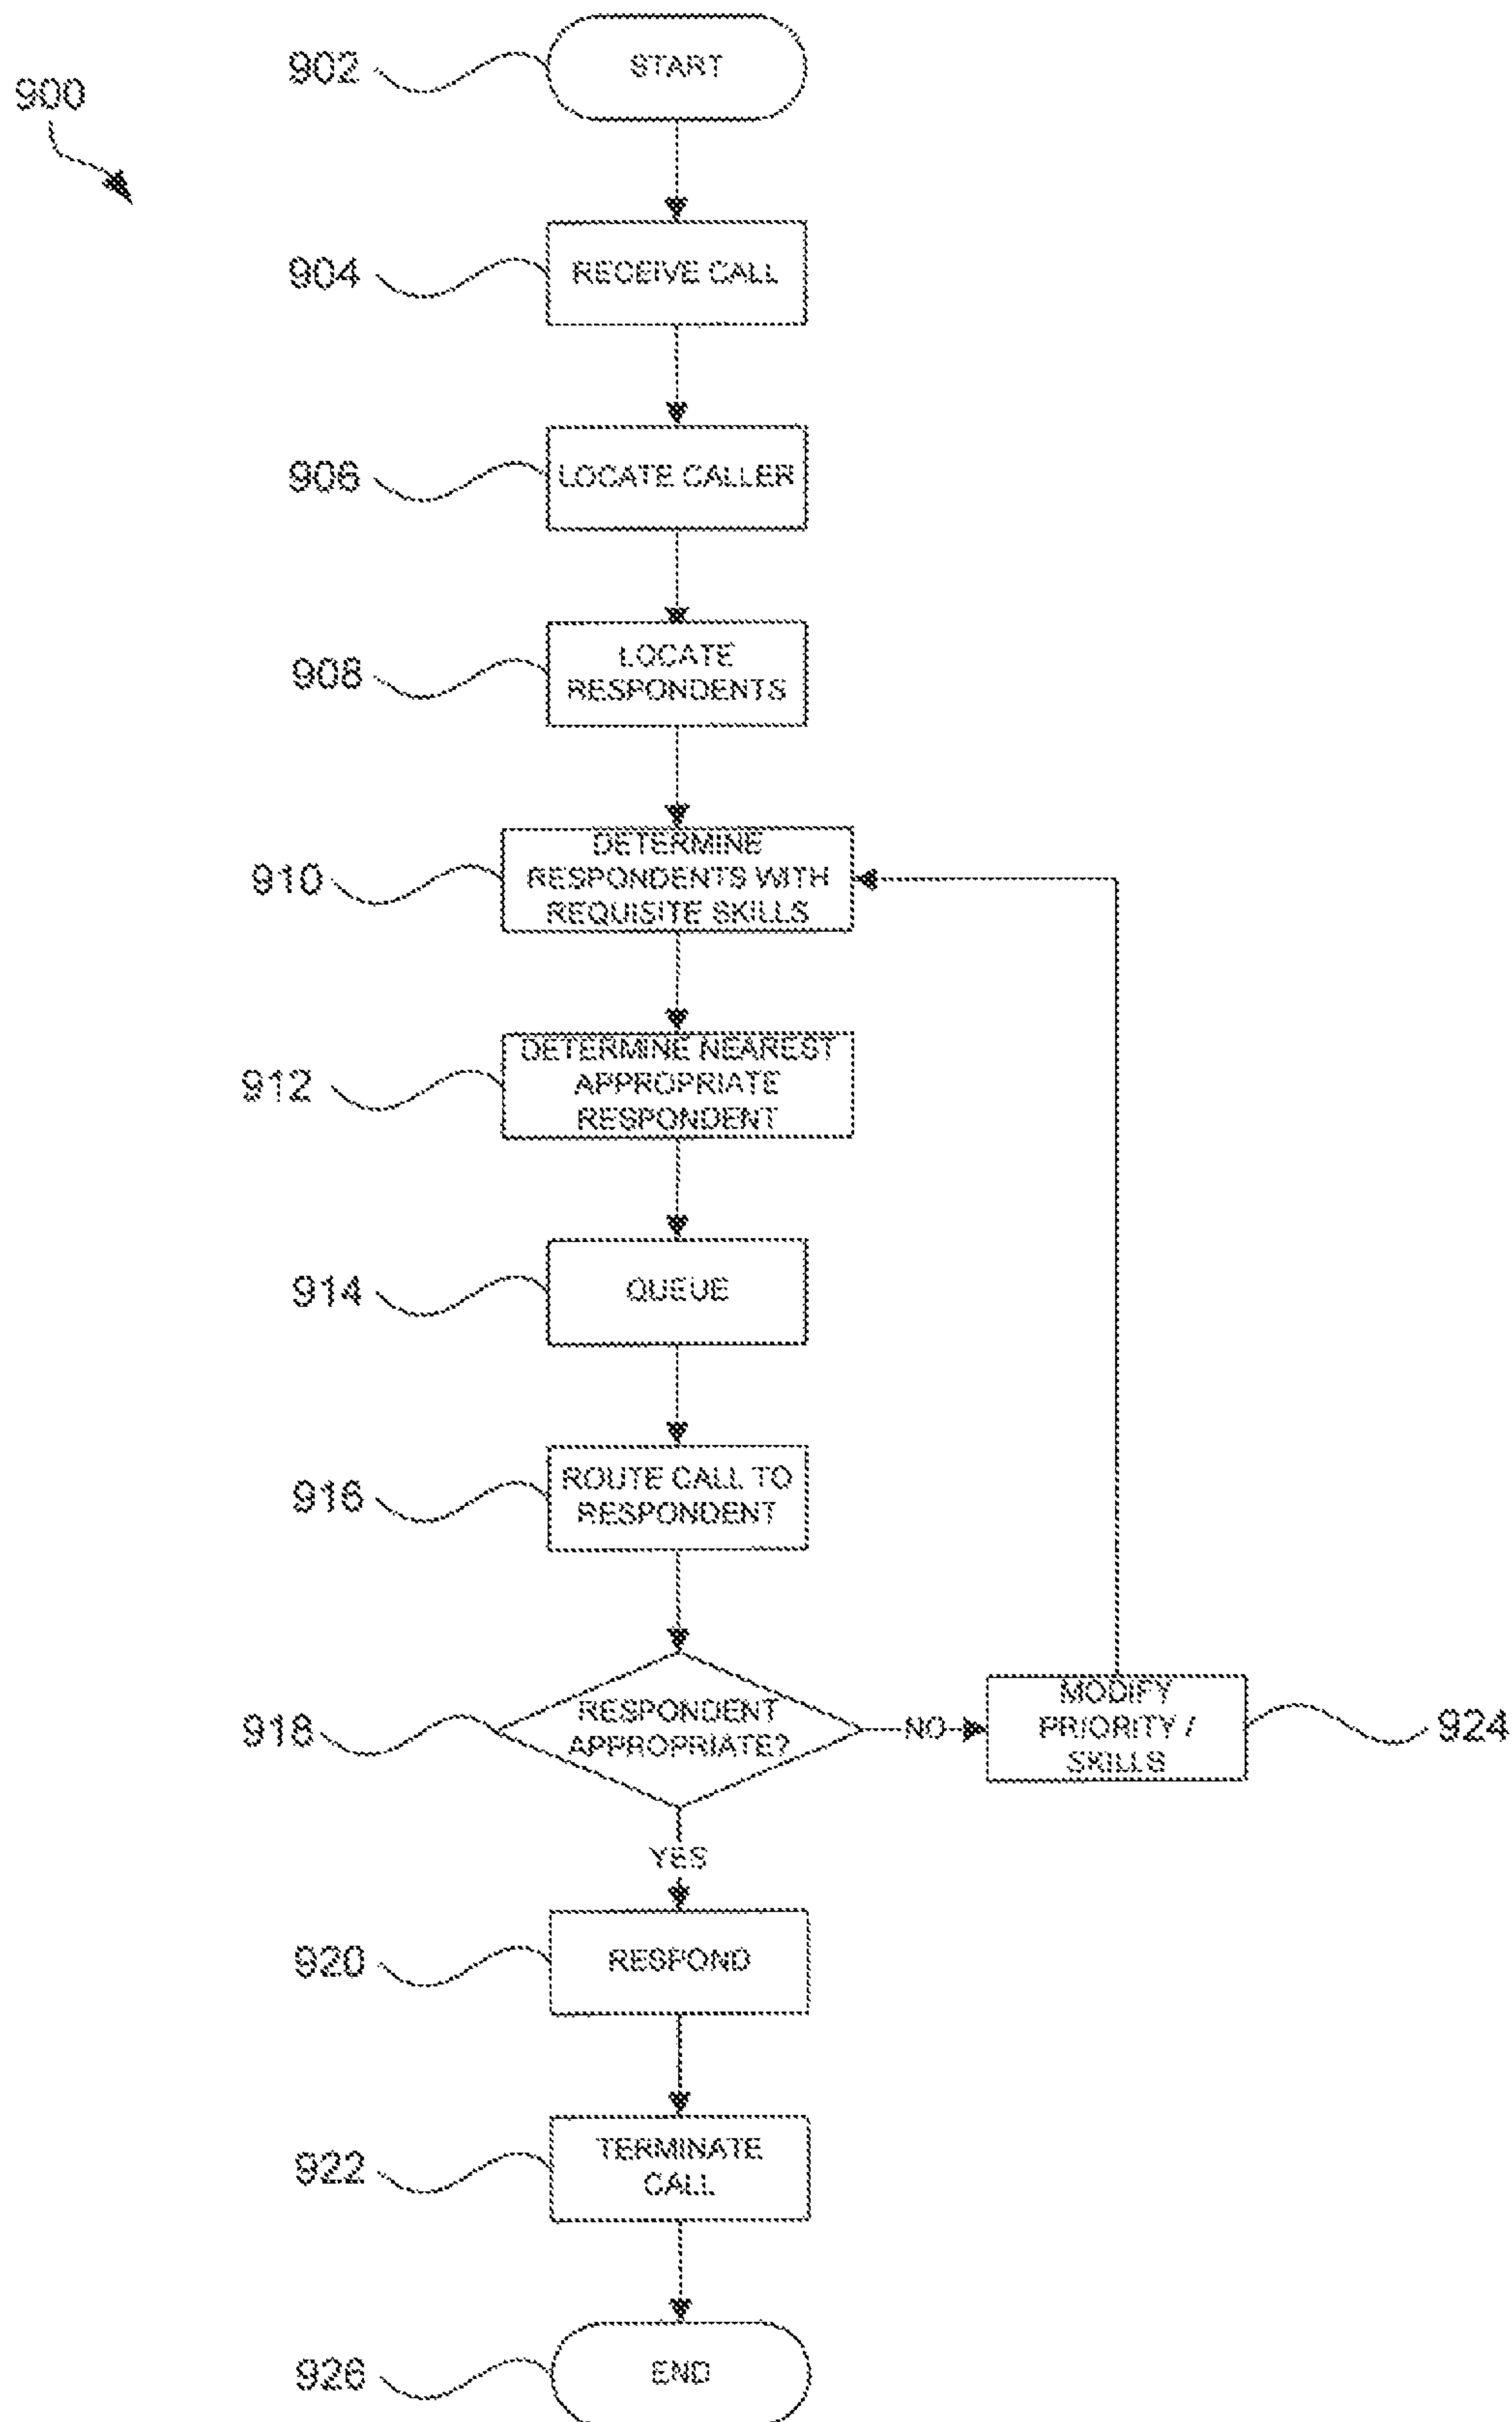 900
902
START
904
RECEIVE CALL
906
LOCATE CALLER
908
LOCATE
RESPONDENTS
910
DETERMINE
RESPONDENTS WITH
REQUISITE SKILLS
912
DETERMINE NEAREST
APPROPRIATE
RESPONDENT
914
QUEUE
916
ROUTE CALL TO
RESPONDENT
918
RESPONDENT
APPROPRIATE?
NO
MODIFY
PRIORITY /
SKILLS
924
YES
920
RESPOND
922
TERMINATE
CALL
926
END